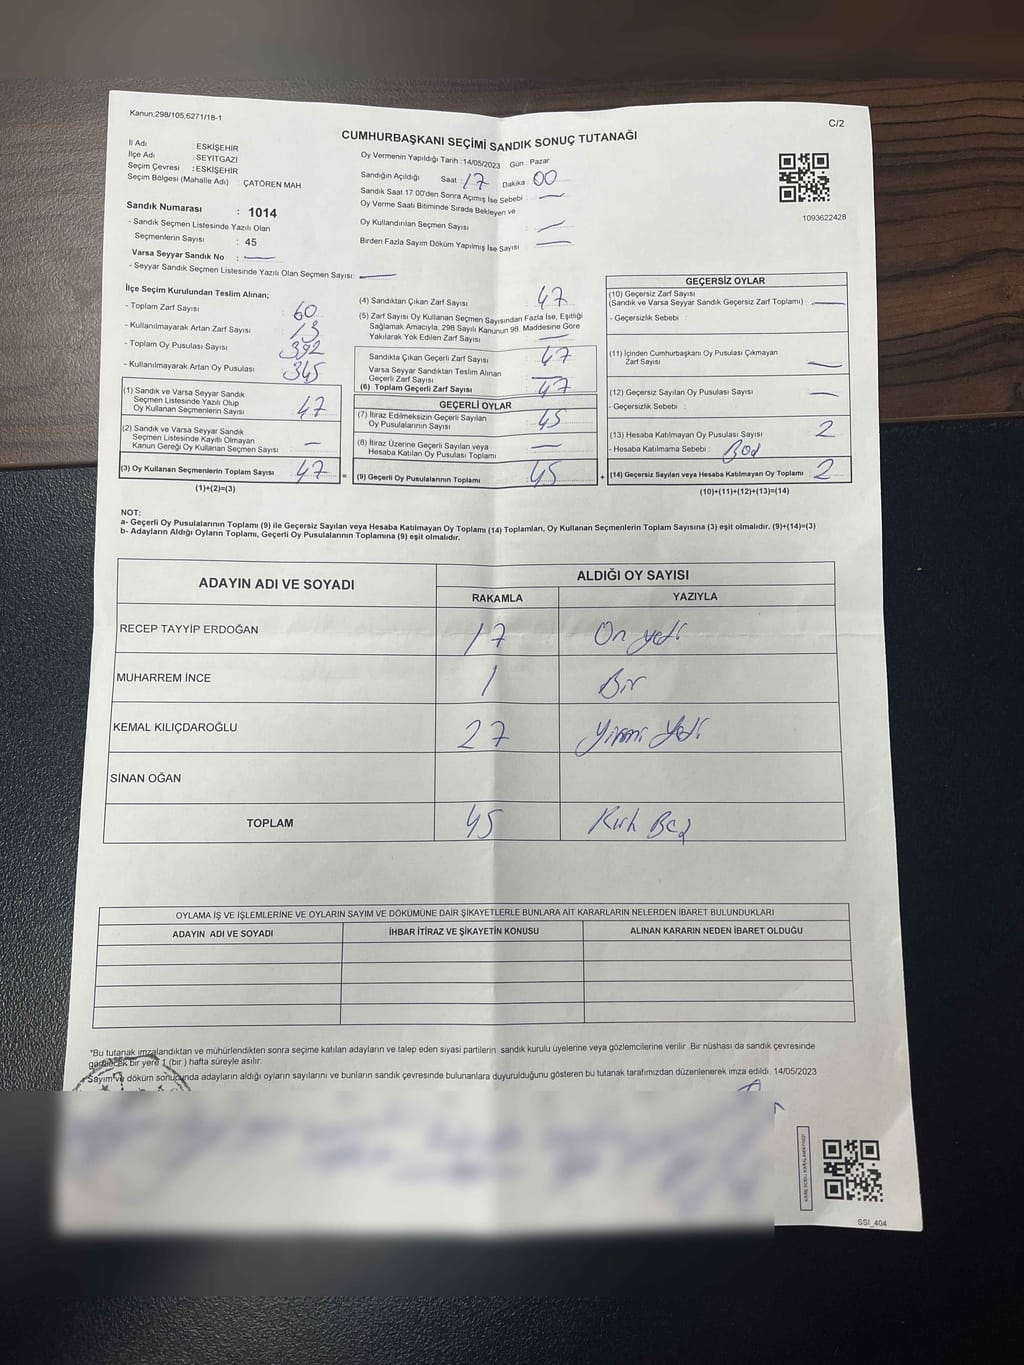 Kanun;298/105,6271/18-1
C/2
CUMHURBAŞKANI SEÇİMİ SANDIK SONUÇ TUTANAĞI
İl Adı : ESKİŞEHİR
İlçe Adı : SEYİTGAZİ
Seçim Çevresi : ESKİŞEHİR
Seçim Bölgesi (Mahalle Adı) ÇATÖREN MAH
Sandık Numarası : 1014
- Sandık Seçmen Listesinde Yazılı Olan
Seçmenlerin Sayısı : 45
Varsa Seyyar Sandık No : —
- Seyyar Sandık Seçmen Listesinde Yazılı Olan Seçmen Sayısı: —
Oy Vermenin Yapıldığı Tarih : 14/05/2023 Gün : Pazar
Sandığın Açıldığı Saat : 17 Dakika : 00
Sandık Saat 17.00'den Sonra Açımış İse Sebebi : —
Oy Verme Saati Bitiminde Sırada Bekleyen ve
Oy Kullandırılan Seçmen Sayısı : —
Birden Fazla Sayım Döküm Yapılmış İse Sayısı : —
1093622428
İlçe Seçim Kurulundan Teslim Alınan;
- Toplam Zarf Sayısı : 60
- Kullanılmayarak Artan Zarf Sayısı : 13
- Toplam Oy Pusulası Sayısı : 392
- Kullanılmayarak Artan Oy Pusulası : 345
(1) Sandık ve Varsa Seyyar Sandık
Seçmen Listesinde Yazılı Olup
Oy Kullanan Seçmenlerin Sayısı : 47
(2) Sandık ve Varsa Seyyar Sandık
Seçmen Listesinde Kayıtlı Olmayan
Kanun Gereği Oy Kullanan Seçmen Sayısı : —
(3) Oy Kullanan Seçmenlerin Toplam Sayısı : 47 =
(1)+(2)=(3)
(4) Sandıktan Çıkan Zarf Sayısı : 47
(5) Zarf Sayısı Oy Kullanan Seçmen Sayısından Fazla İse, Eşitliği
Sağlamak Amacıyla, 298 Sayılı Kanunun 98. Maddesine Göre
Yakılarak Yok Edilen Zarf Sayısı : —
Sandıkta Çıkan Geçerli Zarf Sayısı : 47
Varsa Seyyar Sandıktan Teslim Alınan
Geçerli Zarf Sayısı : —
(6) Toplam Geçerli Zarf Sayısı : 47
GEÇERLİ OYLAR
(7) İtiraz Edilmeksizin Geçerli Sayılan
Oy Pusulalarının Sayısı : 45
(8) İtiraz Üzerine Geçerli Sayılan veya
Hesaba Katılan Oy Pusulası Toplamı : —
(9) Geçerli Oy Pusulalarının Toplamı : 45 +
GEÇERSİZ OYLAR
(10) Geçersiz Zarf Sayısı
(Sandık ve Varsa Seyyar Sandık Geçersiz Zarf Toplamı) : —
- Geçersizlik Sebebi :
(11) İçinden Cumhurbaşkanı Oy Pusulası Çıkmayan
Zarf Sayısı : —
(12) Geçersiz Sayılan Oy Pusulası Sayısı : —
- Geçersizlik Sebebi :
(13) Hesaba Katılmayan Oy Pusulası Sayısı : 2
- Hesaba Katılmama Sebebi :
(14) Geçersiz Sayılan veya Hesaba Katılmayan Oy Toplamı : 2
(10)+(11)+(12)+(13)=(14)
NOT:
a- Geçerli Oy Pusulalarının Toplamı (9) ile Geçersiz Sayılan veya Hesaba Katılmayan Oy Toplamı (14) Toplamları, Oy Kullanan Seçmenlerin Toplam Sayısına (3) eşit olmalıdır. (9)+(14)=(3)
b- Adayların Aldığı Oyların Toplamı, Geçerli Oy Pusulalarının Toplamına (9) eşit olmalıdır.
ADAYIN ADI VE SOYADI ALDIĞI OY SAYISI
RAKAMLA YAZIYLA
RECEP TAYYİP ERDOĞAN 17 On yedi
MUHARREM İNCE 1 Bir
KEMAL KILIÇDAROĞLU 27 Yirmi Yedi
SİNAN OĞAN
TOPLAM 45 Kırk Beş
OYLAMA İŞ VE İŞLEMLERİNE VE OYLARIN SAYIM VE DÖKÜMÜNE DAİR ŞİKAYETLERLE BUNLARA AİT KARARLARIN NELERDEN İBARET BULUNDUKLARI
ADAYIN ADI VE SOYADI İHBAR İTİRAZ VE ŞİKAYETİN KONUSU ALINAN KARARIN NEDEN İBARET OLDUĞU
*Bu tutanak imzalandıktan ve mühürlendikten sonra seçime katılan adayların ve talep eden siyasi partilerin sandık kurulu üyelerine veya gözlemcilerine verilir .Bir nüshası da sandık çevresinde
görülecek bir yere 1 (bir ) hafta süreyle asılır.
Sayım ve döküm sonucunda adayların aldığı oyların sayılarını ve bunların sandık çevresinde bulunanlara duyurulduğunu gösteren bu tutanak tarafımızdan düzenlenerek imza edildi. 14/05/2023
SSI_404